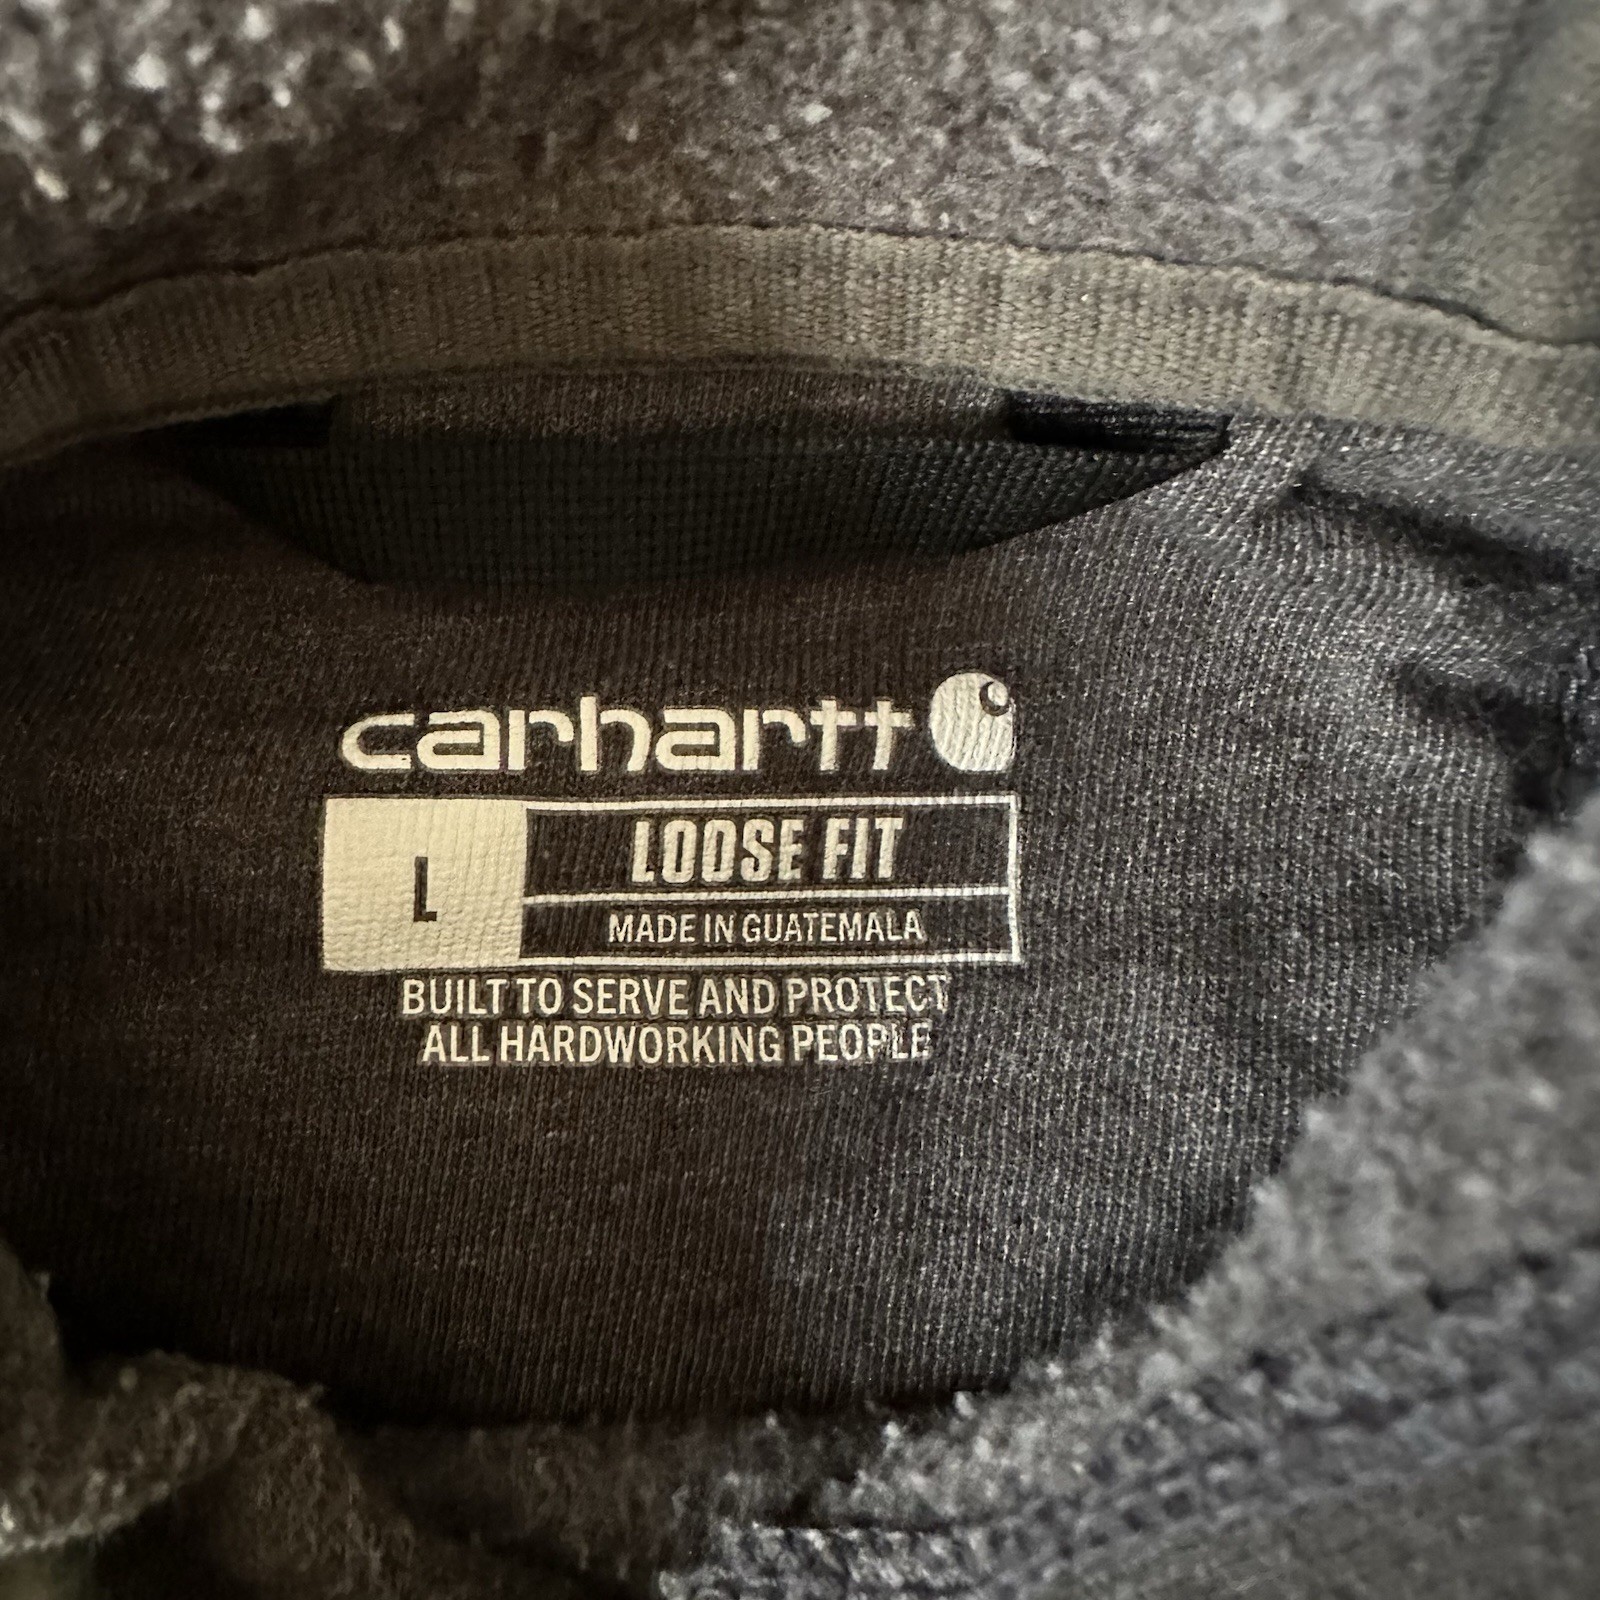 carhartt
L
LOOSE FIT
MADE IN GUATEMALA
BUILT TO SERVE AND PROTECT
ALL HARDWORKING PEOPLE